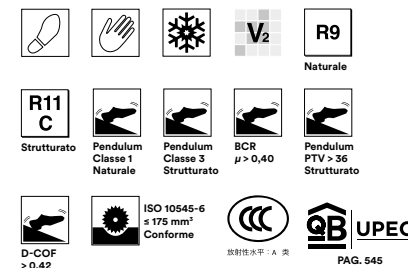 V2
R9
Naturale
R11
C
Strutturato
Pendulum
Classe 1
Naturale
Pendulum
Classe 3
Strutturato
BCR
μ > 0,40
Pendulum
PTV > 36
Strutturato
D-COF
> 0.42
ISO 10545-6
≤ 175 mm³
Conforme
CCC
放射性水平：A 类
QB
UPEC
PAG. 545